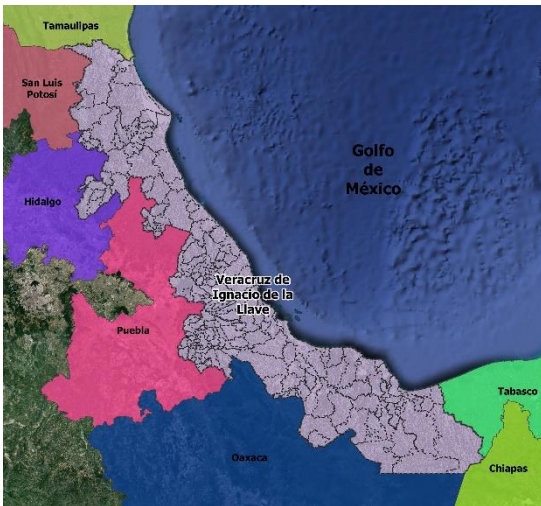 Tamaulipas
San Luis
Potosí
Golfo
de
México
Hidalgo
Veracruz de
Ignacio de la
Llave
Puebla
Tabasco
Oaxaca
Chiapas